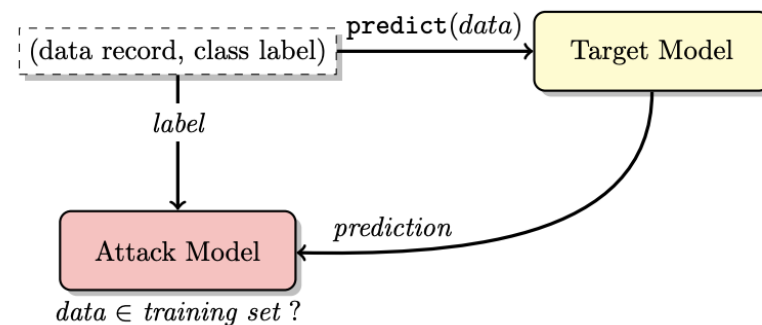 predict(data)
(data record, class label)
Target Model
label
prediction
Attack Model
data ∈ training set ?